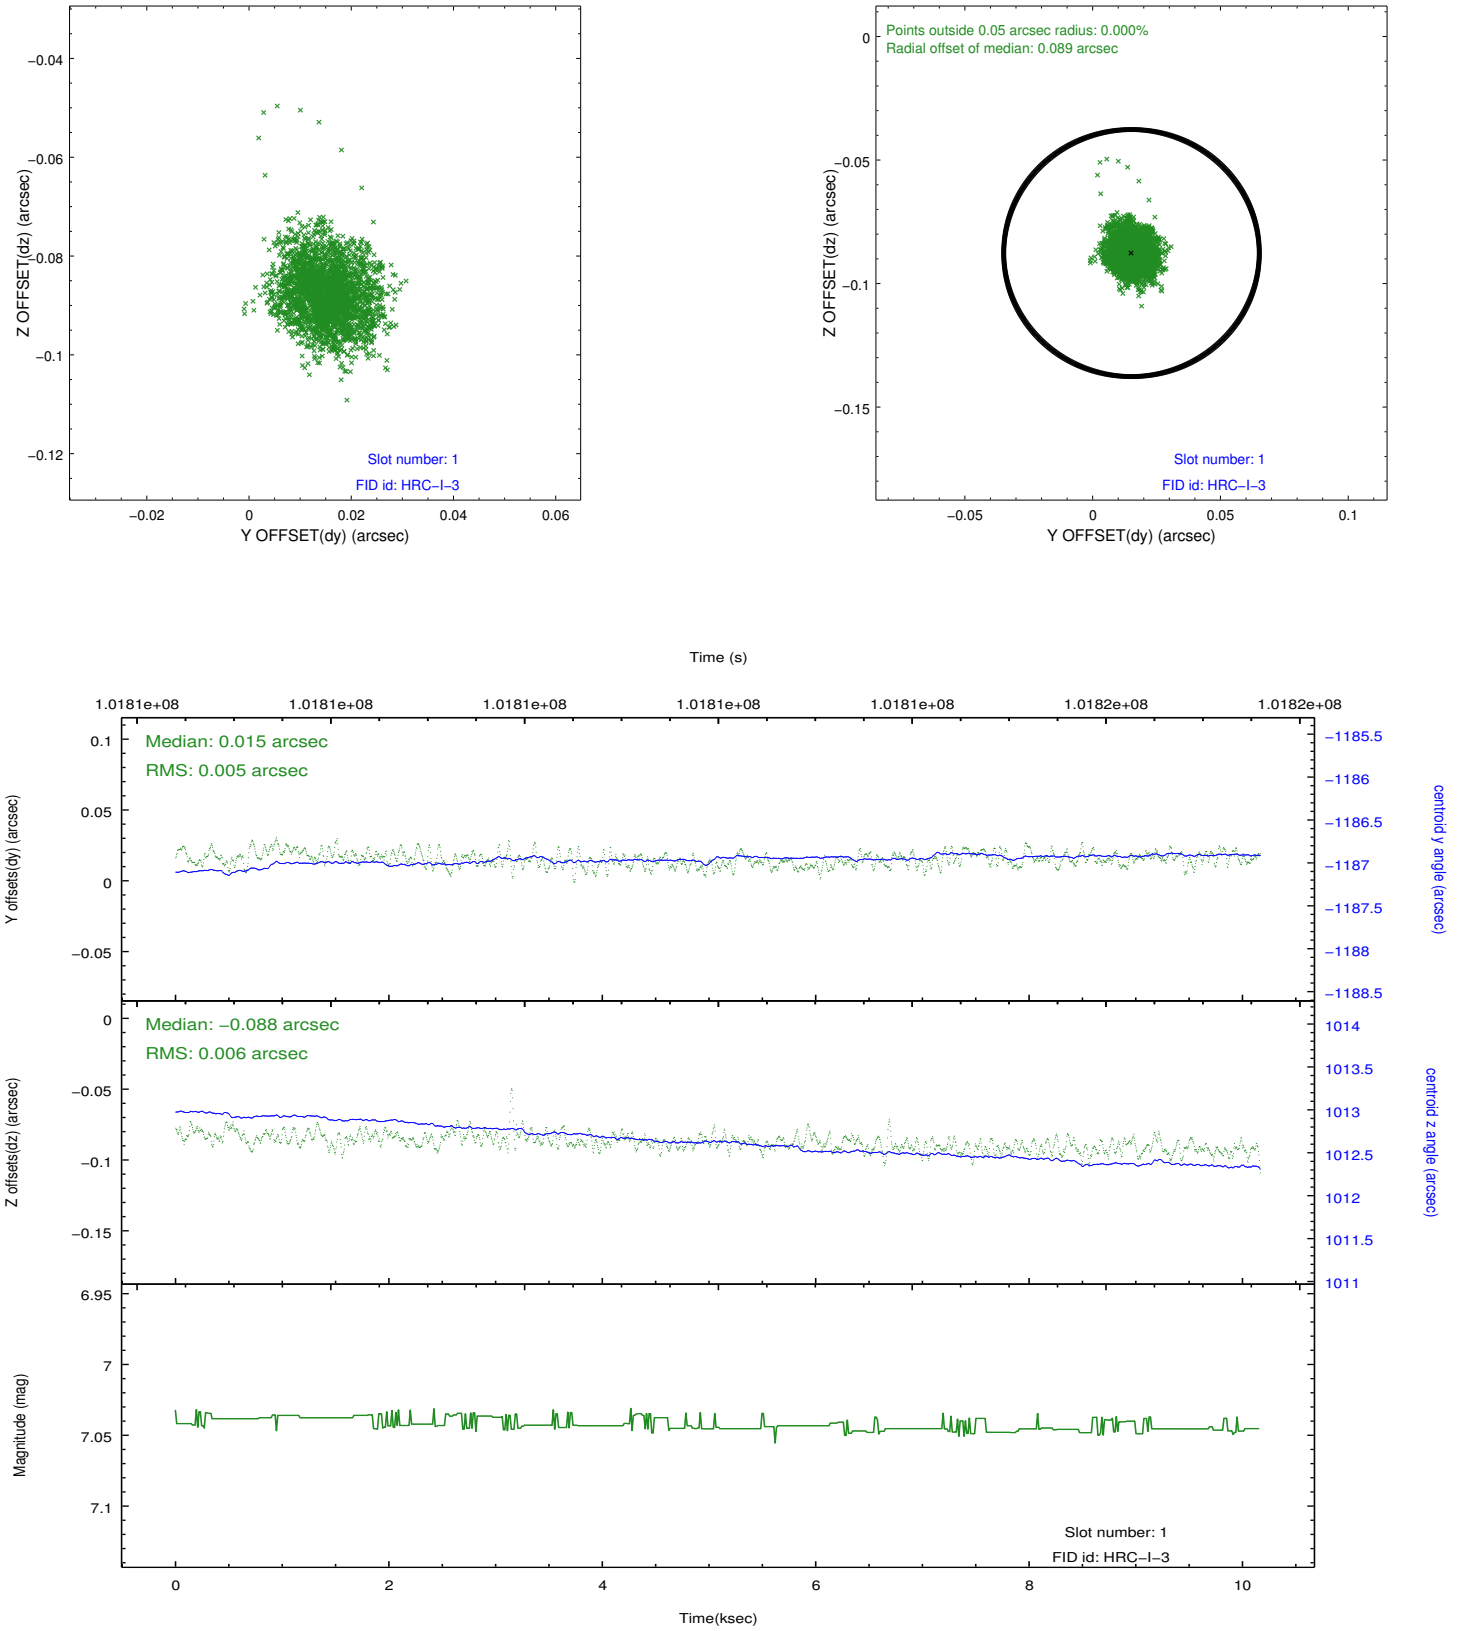 −0.04
−0.06
−0.08
−0.1
−0.12
Z OFFSET(dz) (arcsec)
Slot number: 1
FID id: HRC−I−3
−0.02 0 0.02 0.04 0.06
Y OFFSET(dy) (arcsec)
Points outside 0.05 arcsec radius: 0.000%
Radial offset of median: 0.089 arcsec
0
−0.05
−0.1
−0.15
Z OFFSET(dz) (arcsec)
Slot number: 1
FID id: HRC−I−3
−0.05 0 0.05 0.1
Y OFFSET(dy) (arcsec)
Time (s)
1.0181e+08 1.0181e+08 1.0181e+08 1.0181e+08 1.0181e+08 1.0182e+08 1.0182e+08
Median: 0.015 arcsec
RMS: 0.005 arcsec
0.1
0.05
0
−0.05
Y offsets(dy) (arcsec)
−1185.5
−1186
−1186.5
−1187
−1187.5
−1188
−1188.5
centroid y angle (arcsec)
Median: −0.088 arcsec
RMS: 0.006 arcsec
0
−0.05
−0.1
−0.15
Z offsets(dz) (arcsec)
1014
1013.5
1013
1012.5
1012
1011.5
1011
centroid z angle (arcsec)
6.95
7
7.05
7.1
Magnitude (mag)
Slot number: 1
FID id: HRC−I−3
0 2 4 6 8 10
Time(ksec)